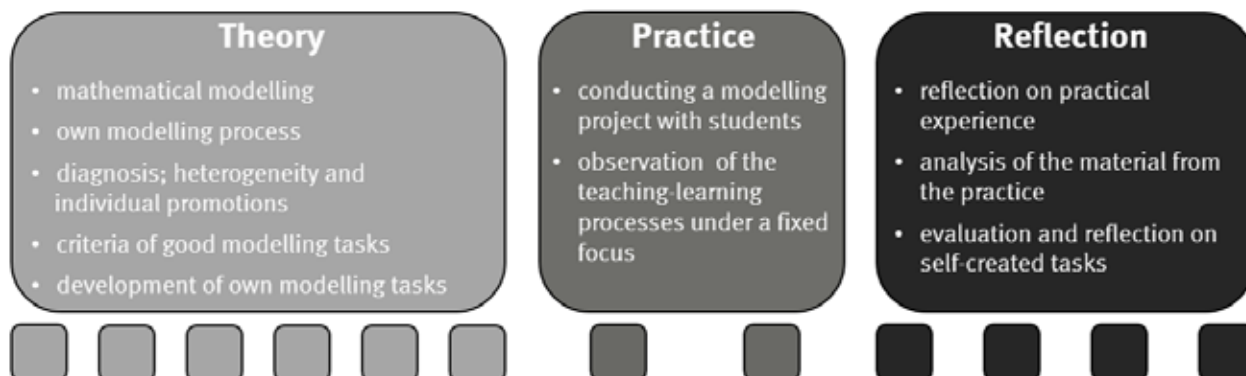 Theory
• mathematical modelling
• own modelling process
• diagnosis; heterogeneity and
individual promotions
• criteria of good modelling tasks
• development of own modelling tasks
Practice
• conducting a modelling
project with students
• observation of the
teaching-learning
processes under a fixed
focus
Reflection
• reflection on practical
experience
• analysis of the material from
the practice
• evaluation and reflection on
self-created tasks